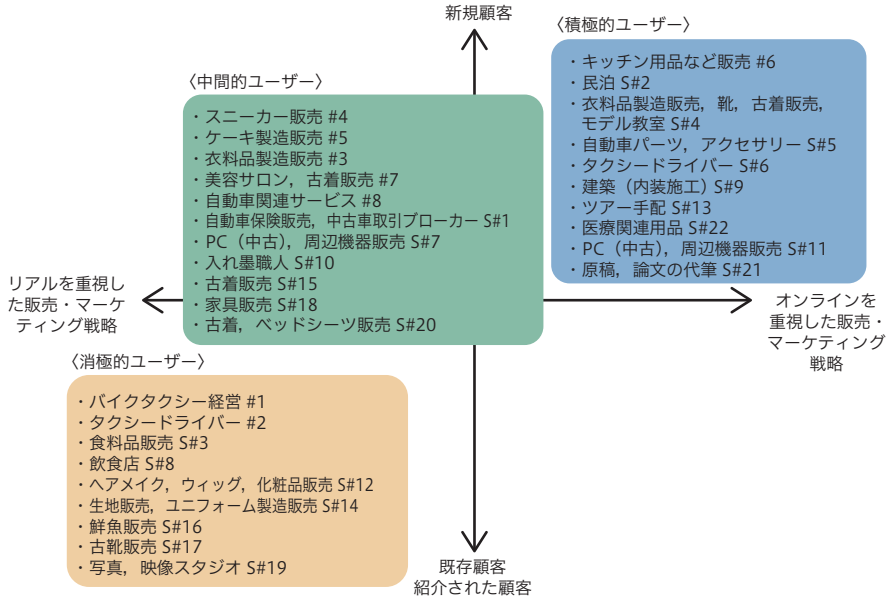 新規顧客
〈積極的ユーザー〉
・キッチン用品など販売 #6
・民泊 S#2
・衣料品製造販売，靴，古着販売，
モデル教室 S#4
・自動車パーツ，アクセサリー S#5
・タクシードライバー S#6
・建築（内装施工）S#9
・ツアー手配 S#13
・医療関連用品 S#22
・PC（中古），周辺機器販売 S#11
・原稿，論文の代筆 S#21
〈中間的ユーザー〉
・スニーカー販売 #4
・ケーキ製造販売 #5
・衣料品製造販売 #3
・美容サロン，古着販売 #7
・自動車関連サービス #8
・自動車保険販売，中古車取引ブローカー S#1
・PC（中古），周辺機器販売 S#7
・入れ墨職人 S#10
・古着販売 S#15
・家具販売 S#18
・古着，ベッドシーツ販売 S#20
リアルを重視し
た販売・マーケ
ティング戦略
オンラインを
重視した販売・
マーケティング
戦略
〈消極的ユーザー〉
・バイクタクシー経営 #1
・タクシードライバー #2
・食料品販売 S#3
・飲食店 S#8
・ヘアメイク，ウィッグ，化粧品販売 S#12
・生地販売，ユニフォーム製造販売 S#14
・鮮魚販売 S#16
・古靴販売 S#17
・写真，映像スタジオ S#19
既存顧客
紹介された顧客